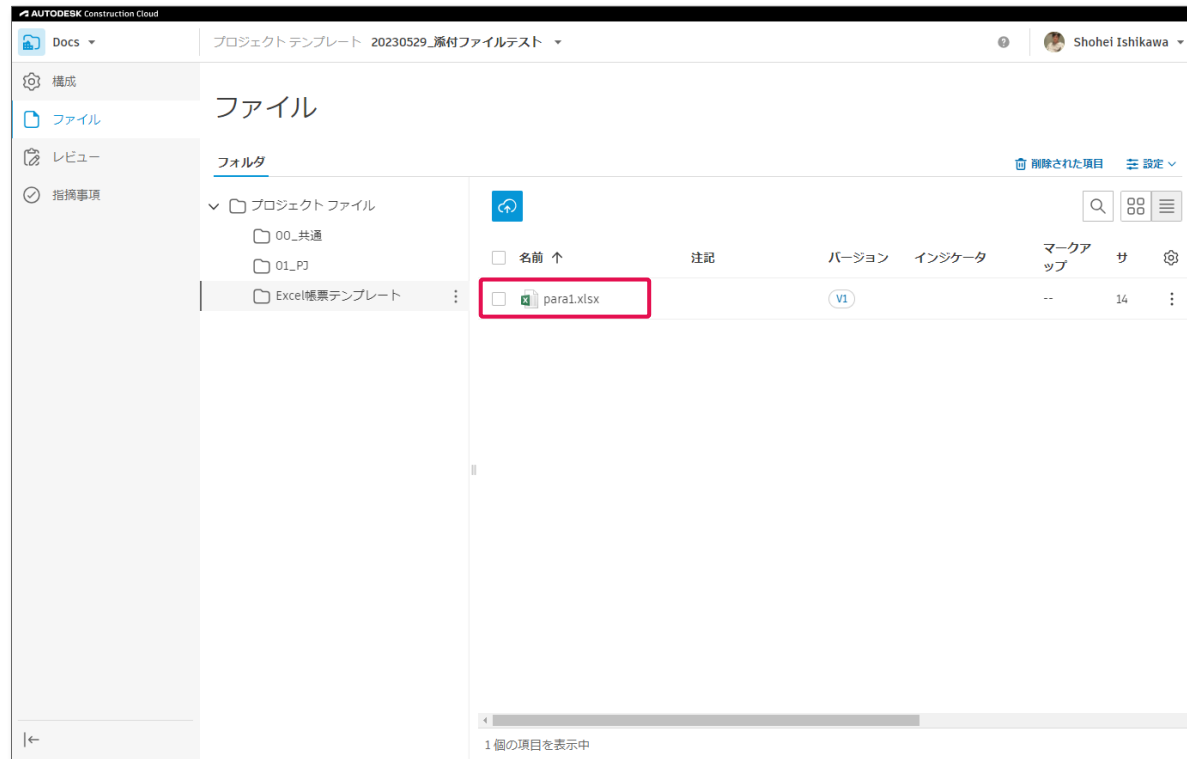 AUTODESK Construction Cloud
Docs
プロジェクト テンプレート 20230529_添付ファイルテスト
Shohei Ishikawa
構成
ファイル
レビュー
指摘事項
ファイル
フォルダ
削除された項目
設定
プロジェクト ファイル
00_共通
01_PJ
Excel帳票テンプレート
名前
注記
バージョン
インジケータ
マークア
ップ
サ
para1.xlsx
V1
--
14
1 個の項目を表示中